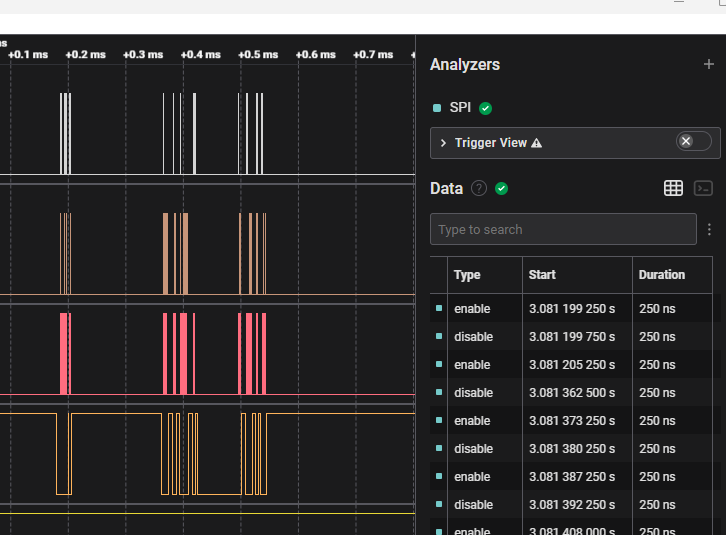 ns
+0.1 ms +0.2 ms +0.3 ms +0.4 ms +0.5 ms +0.6 ms +0.7 ms
Analyzers
SPI
Trigger View
Data
Type to search
Type Start Duration
enable 3.081 199 250 s 250 ns
disable 3.081 199 750 s 250 ns
enable 3.081 205 250 s 250 ns
disable 3.081 362 500 s 250 ns
enable 3.081 373 250 s 250 ns
disable 3.081 380 250 s 250 ns
enable 3.081 387 250 s 250 ns
disable 3.081 392 250 s 250 ns
enable 3.081 408 000 s 250 ns